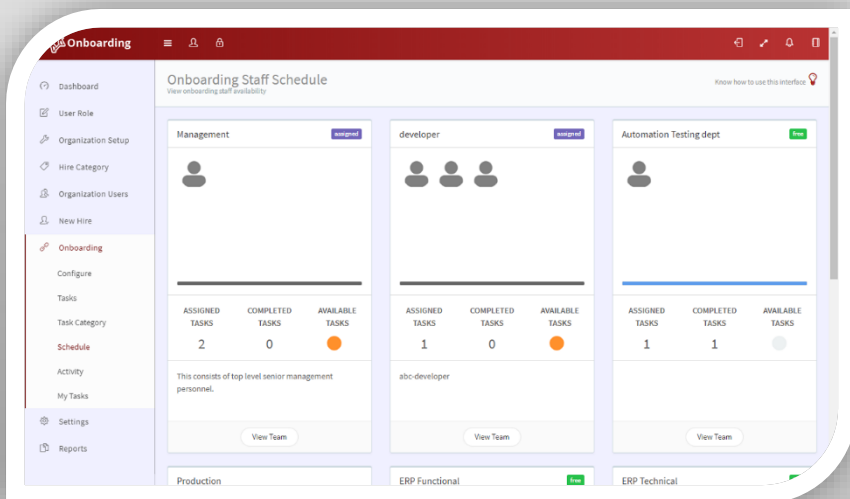 Onboarding
Onboarding Staff Schedule
View onboarding staff availability
Know how to use this interface
Dashboard
User Role
Organization Setup
Hire Category
Organization Users
New Hire
Onboarding
Configure
Tasks
Task Category
Schedule
Activity
My Tasks
Settings
Reports
Management assigned
ASSIGNED TASKS COMPLETED TASKS AVAILABLE TASKS
2 0
This consists of top level senior management
personnel.
View Team
developer assigned
ASSIGNED TASKS COMPLETED TASKS AVAILABLE TASKS
1 0
abc-developer
View Team
Automation Testing dept free
ASSIGNED TASKS COMPLETED TASKS AVAILABLE TASKS
1 1
View Team
Production
ERP Functional free
ERP Technical